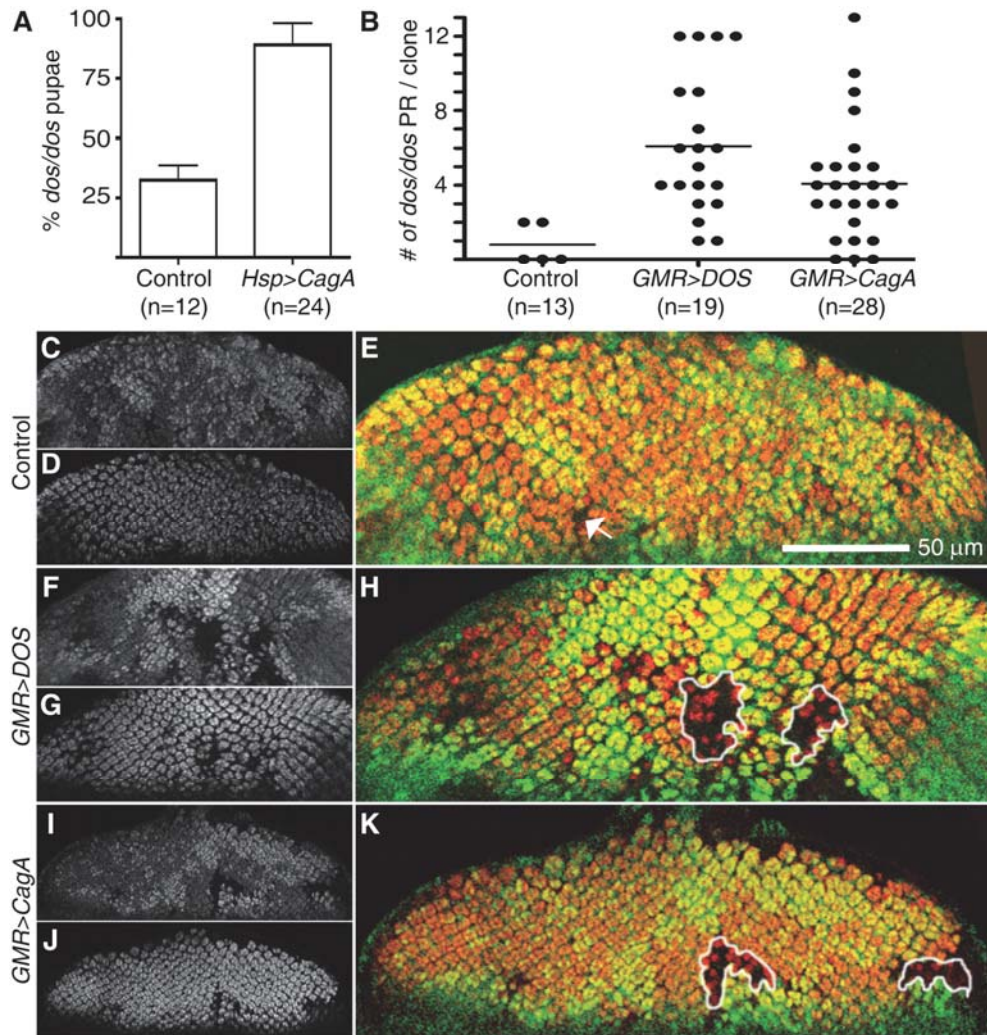 A
% dos/dos pupae
100
75
50
25
Control
(n=12)
Hsp>CagA
(n=24)
B
# of dos/dos PR / clone
12
8
4
0
Control
(n=13)
GMR>DOS
(n=19)
GMR>CagA
(n=28)
Control
C
D
E
50 μm
GMR>DOS
F
G
H
GMR>CagA
I
J
K